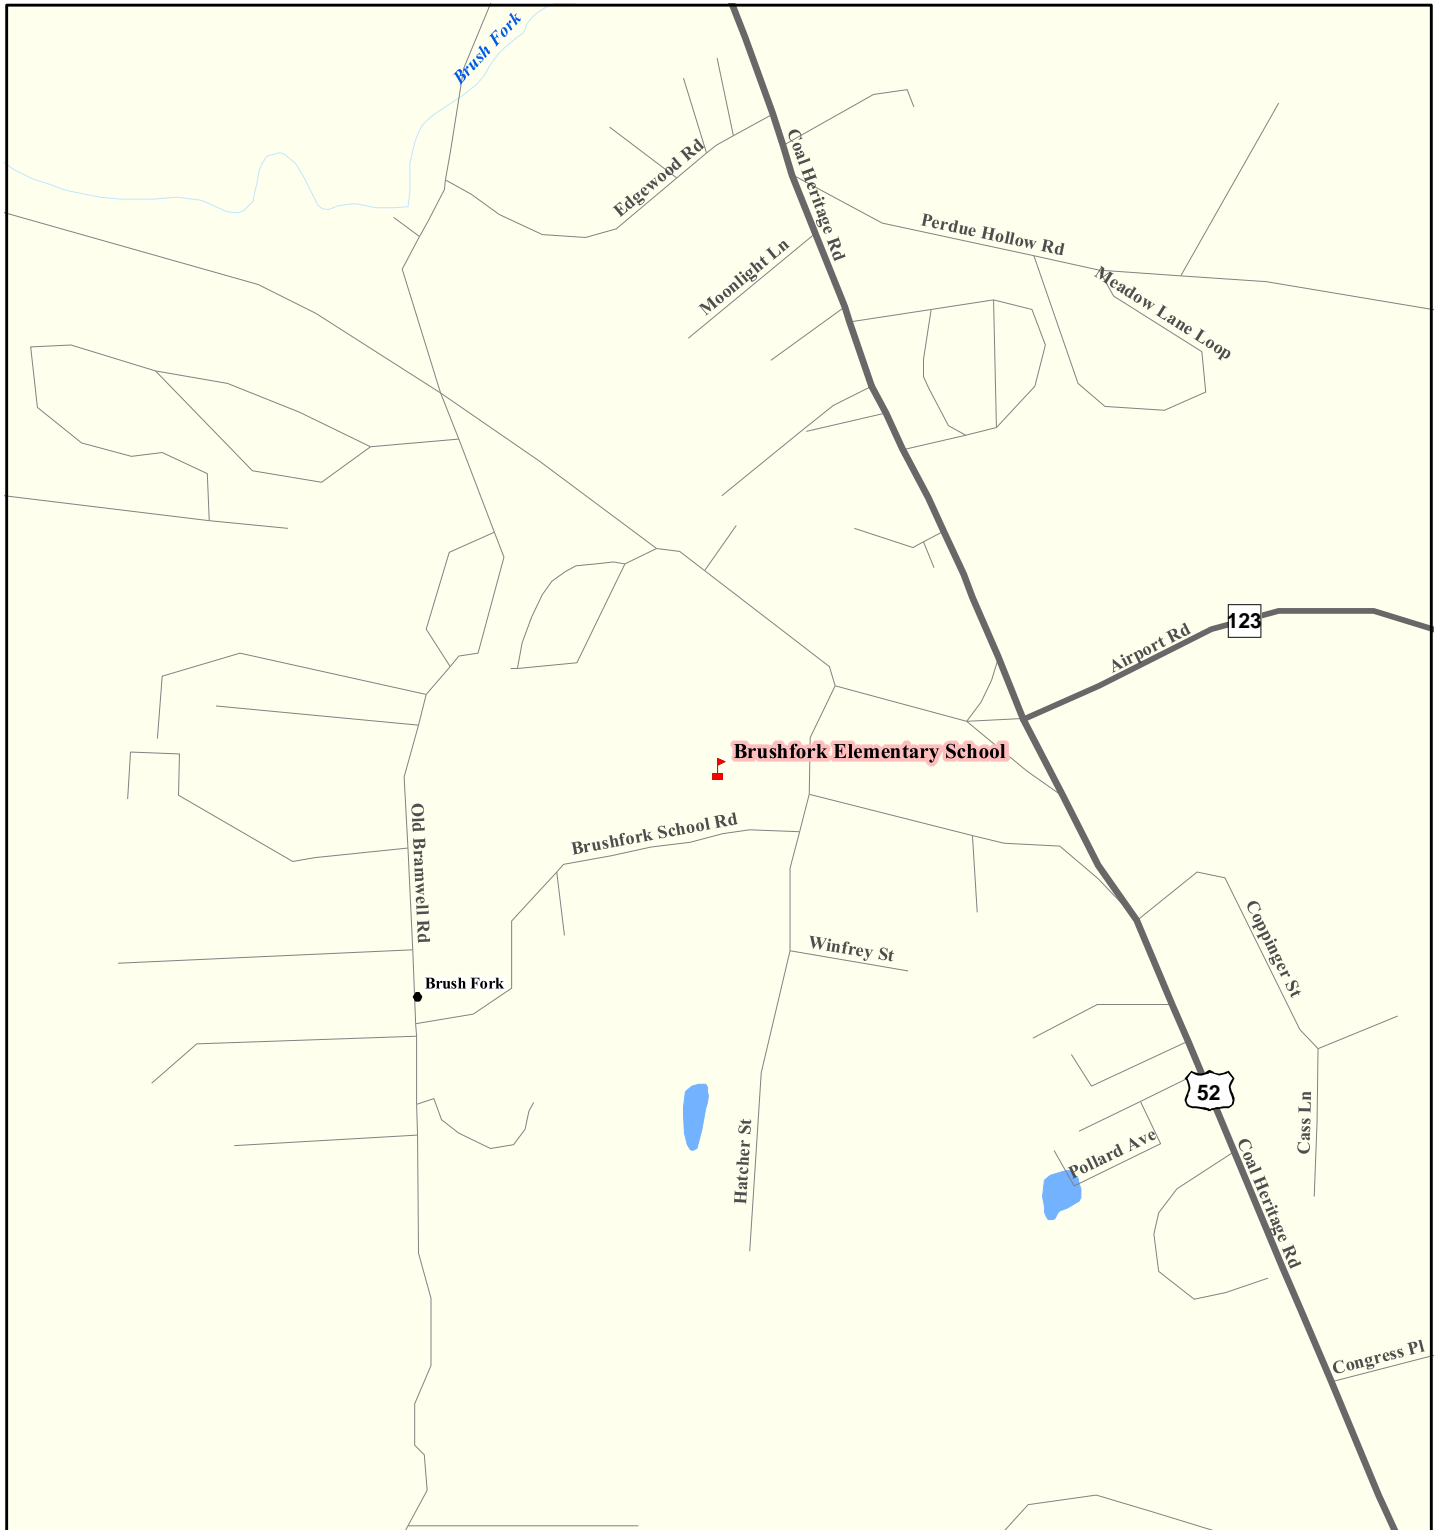 Brush Fork
Edgewood Rd
Coal Heritage Rd
Moonlight Ln
Perdue Hollow Rd
Meadow Lane Loop
123
Airport Rd
Brushfork Elementary School
Old Bramwell Rd
Brushfork School Rd
Winfrey St
Brush Fork
Coppinger St
52
Cass Ln
Hatcher St
Pollard Ave
Coal Heritage Rd
Congress Pl